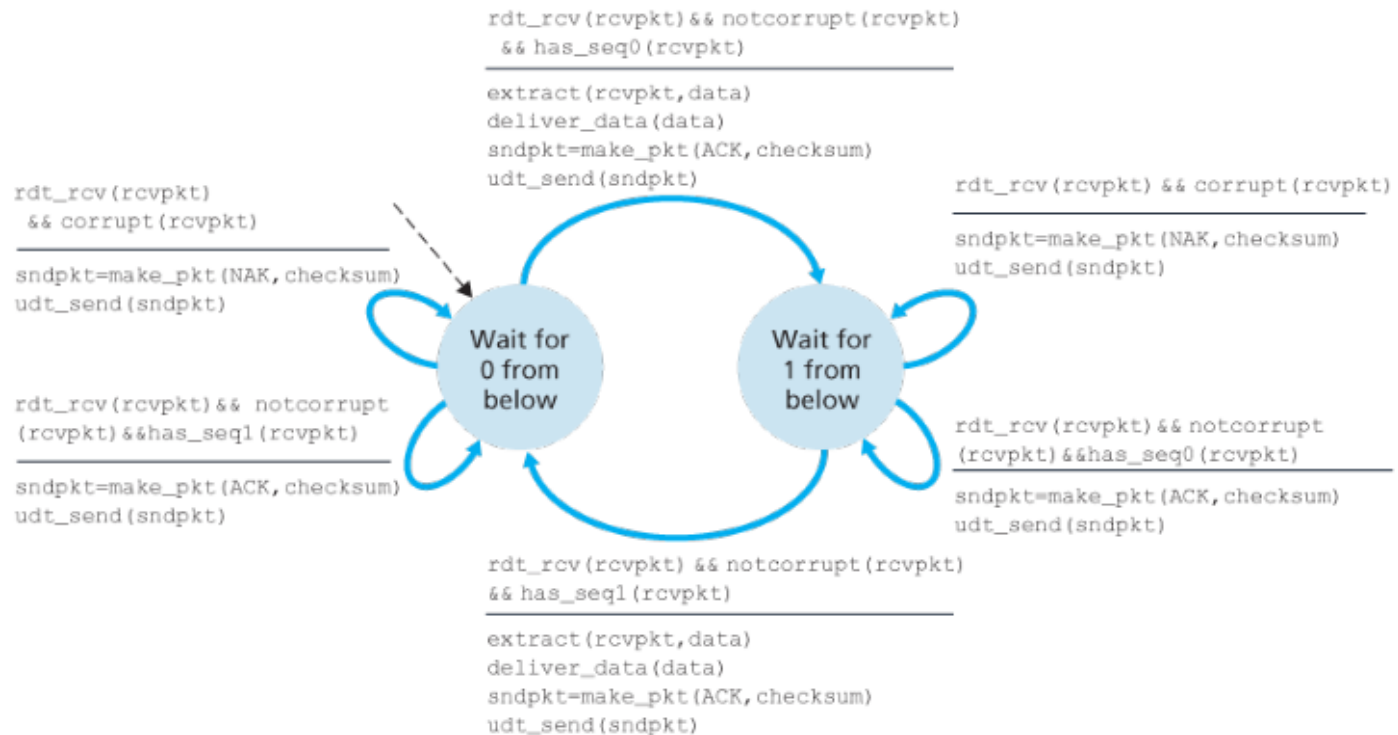 rdt_rcv(rcvpkt)&& notcorrupt(rcvpkt)
&& has_seq0(rcvpkt)
extract(rcvpkt,data)
deliver_data(data)
sndpkt=make_pkt(ACK,checksum)
udt_send(sndpkt)
rdt_rcv(rcvpkt)
&& corrupt(rcvpkt)
sndpkt=make_pkt(NAK,checksum)
udt_send(sndpkt)
rdt_rcv(rcvpkt) && corrupt(rcvpkt)
sndpkt=make_pkt(NAK,checksum)
udt_send(sndpkt)
Wait for
0 from
below
Wait for
1 from
below
rdt_rcv(rcvpkt)&& notcorrupt
(rcvpkt)&&has_seq1(rcvpkt)
sndpkt=make_pkt(ACK,checksum)
udt_send(sndpkt)
rdt_rcv(rcvpkt)&& notcorrupt
(rcvpkt)&&has_seq0(rcvpkt)
sndpkt=make_pkt(ACK,checksum)
udt_send(sndpkt)
rdt_rcv(rcvpkt) && notcorrupt(rcvpkt)
&& has_seq1(rcvpkt)
extract(rcvpkt,data)
deliver_data(data)
sndpkt=make_pkt(ACK,checksum)
udt_send(sndpkt)